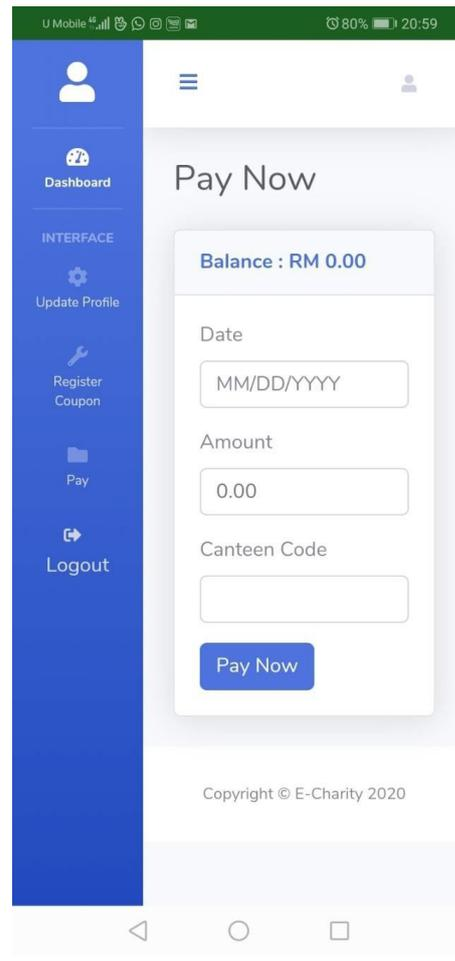 U Mobile 4G 80% 20:59
Dashboard
INTERFACE
Update Profile
Register
Coupon
Pay
Logout
Pay Now
Balance : RM 0.00
Date
MM/DD/YYYY
Amount
0.00
Canteen Code
Pay Now
Copyright © E-Charity 2020